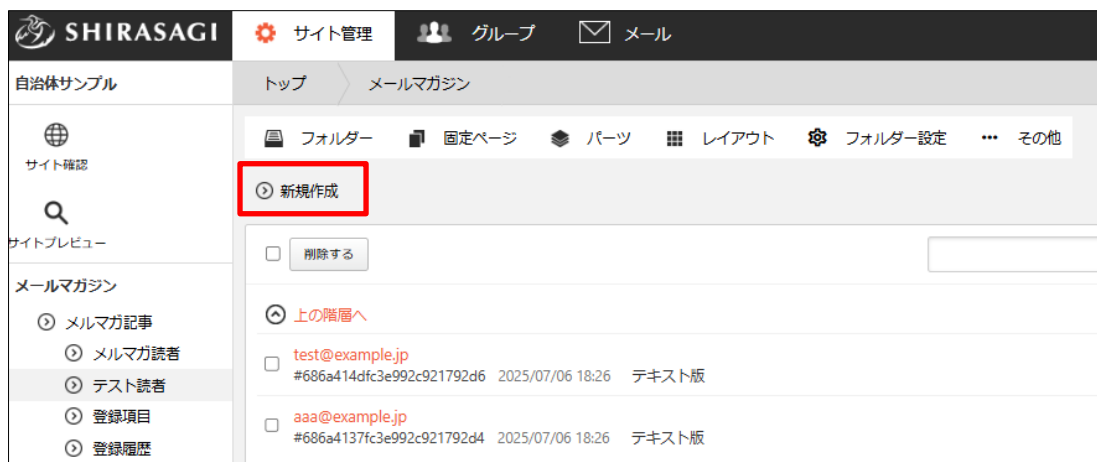 SHIRASAGI サイト管理 グループ メール
自治体サンプル
トップ メールマガジン
サイト確認
サイトプレビュー
フォルダー 固定ページ パーツ レイアウト フォルダー設定 ••• その他
新規作成
削除する
メールマガジン
メルマガ記事
メルマガ読者
テスト読者
登録項目
登録履歴
上の階層へ
test@example.jp
#686a414dfc3e992c921792d6 2025/07/06 18:26 テキスト版
aaa@example.jp
#686a4137fc3e992c921792d4 2025/07/06 18:26 テキスト版